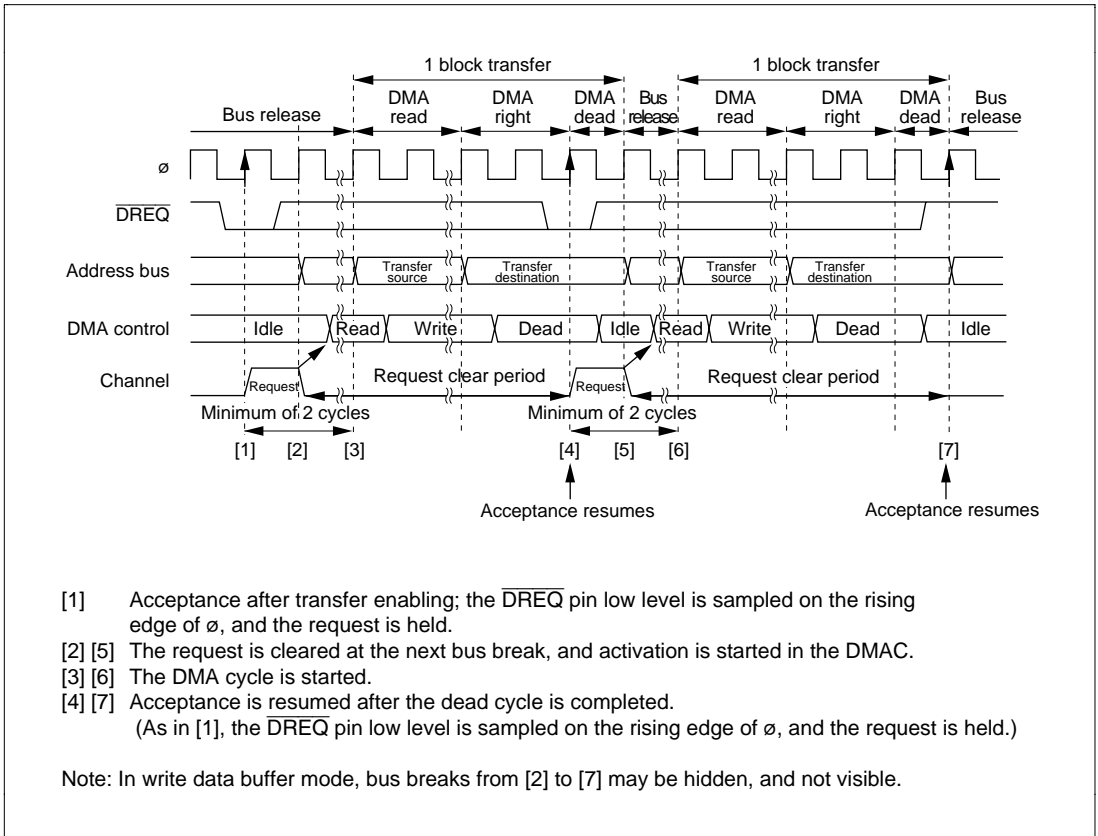 1 block transfer 1 block transfer
Bus release DMA read DMA right DMA dead Bus release DMA read DMA right DMA dead Bus release
ø
DREQ
Address bus Transfer source Transfer destination Transfer source Transfer destination
DMA control Idle Read Write Dead Idle Read Write Dead Idle
Channel Request Request clear period Request Request clear period
Minimum of 2 cycles Minimum of 2 cycles
[1] [2] [3] [4] [5] [6] [7]
Acceptance resumes Acceptance resumes
[1] Acceptance after transfer enabling; the DREQ pin low level is sampled on the rising
edge of ø, and the request is held.
[2] [5] The request is cleared at the next bus break, and activation is started in the DMAC.
[3] [6] The DMA cycle is started.
[4] [7] Acceptance is resumed after the dead cycle is completed.
(As in [1], the DREQ pin low level is sampled on the rising edge of ø, and the request is held.)
Note: In write data buffer mode, bus breaks from [2] to [7] may be hidden, and not visible.